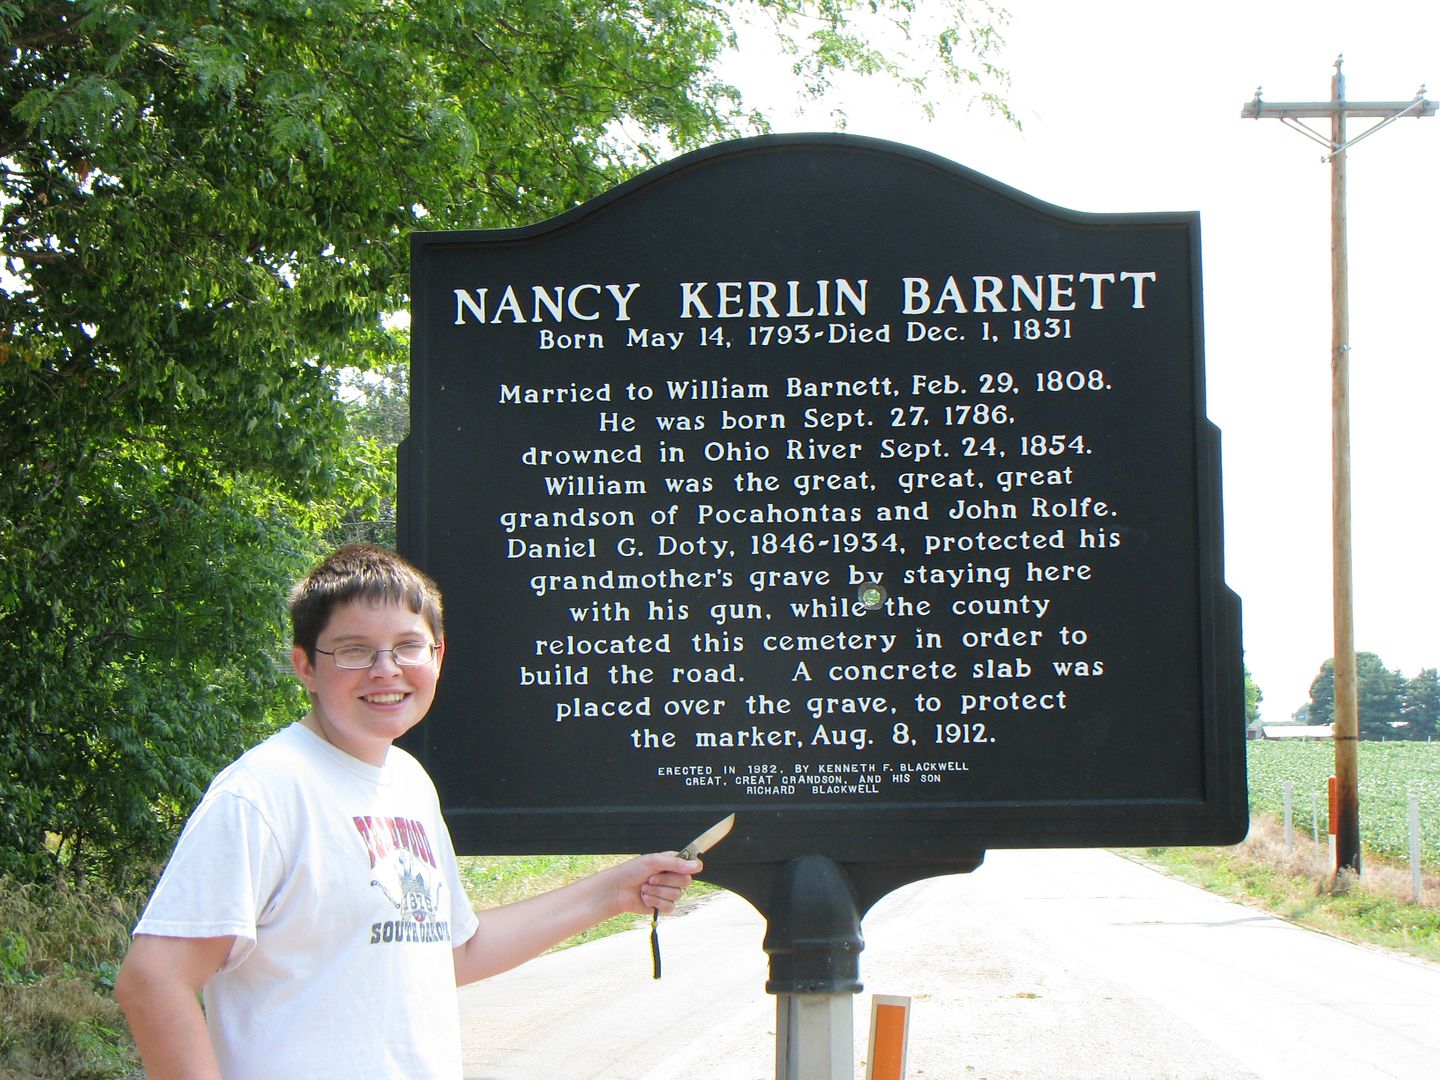 NANCY KERLIN BARNETT
Born May 14, 1793-Died Dec. 1, 1831
Married to William Barnett, Feb. 29, 1808.
He was born Sept. 27, 1786,
drowned in Ohio River Sept. 24, 1854.
William was the great, great, great
grandson of Pocahontas and John Rolfe.
Daniel G. Doty, 1846-1934, protected his
grandmother's grave by staying here
with his gun, while the county
relocated this cemetery in order to
build the road. A concrete slab was
placed over the grave, to protect
the marker, Aug. 8, 1912.
ERECTED IN 1982, BY KENNETH F. BLACKWELL
GREAT, GREAT GRANDSON, AND HIS SON
RICHARD BLACKWELL
1876
SOUTH